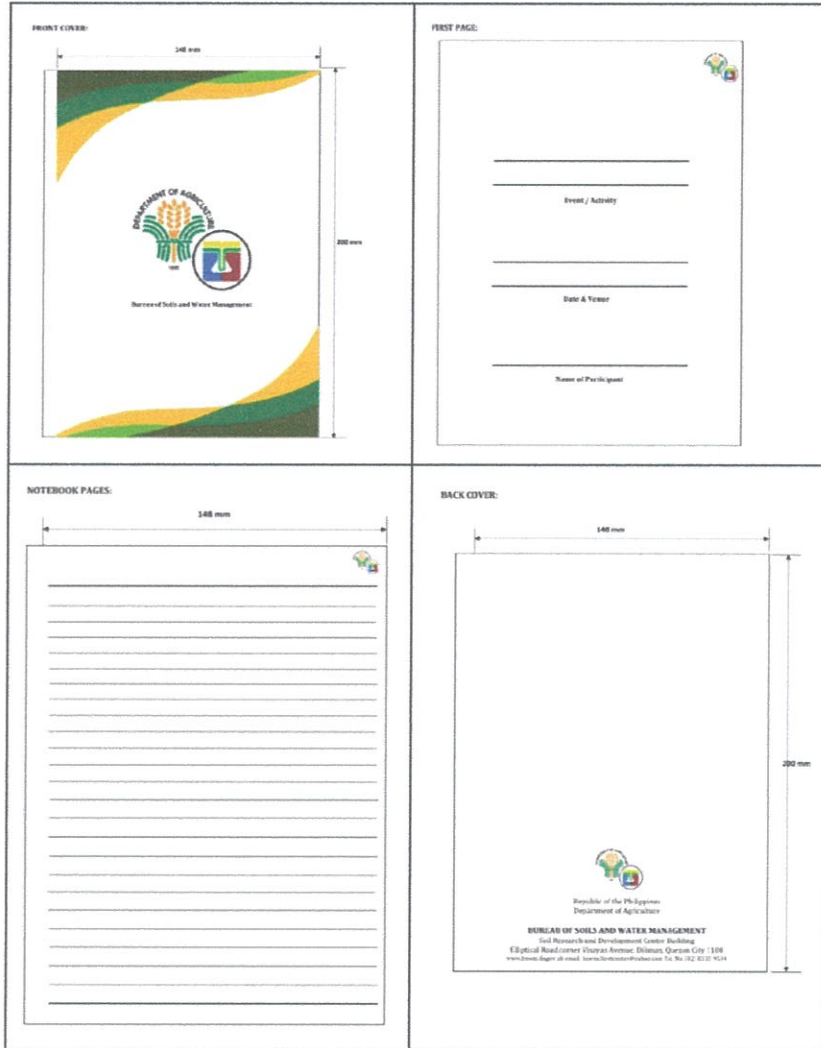 FRONT COVER:
148 mm
DEPARTMENT OF AGRICULTURE
200 mm
Bureau of Soils and Water Management
FIRST PAGE:
Event / Activity
Date & Venue
Name of Participant
NOTEBOOK PAGES:
148 mm
BACK COVER:
148 mm
200 mm
Republic of the Philippines
Department of Agriculture
BUREAU OF SOILS AND WATER MANAGEMENT
Soil Research and Development Center Building
Elliptical Road corner Visayas Avenue, Diliman, Quezon City 1100